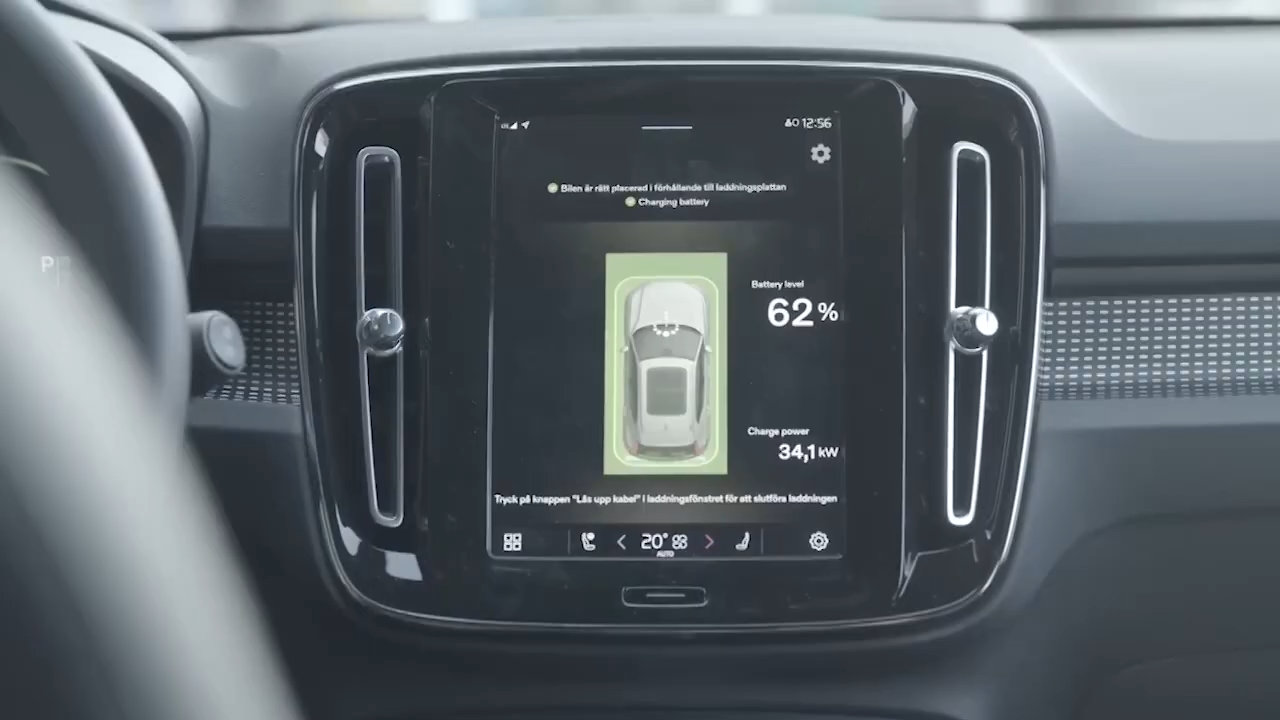 12:56
Bilen är rätt placerad i förhållande till laddningsplattan
Charging battery
Battery level
62 %
P
Charge power
34,1 kW
Tryck på knappen "Lås upp kabel" i laddningsfönstret för att slutföra laddningen
20°
AUTO